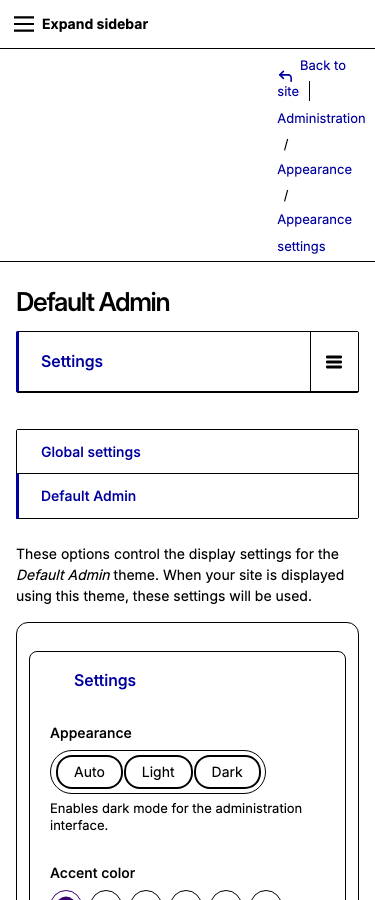 Expand sidebar
Back to
site
Administration
/
Appearance
/
Appearance
settings
Default Admin
Settings
Global settings
Default Admin
These options control the display settings for the
Default Admin theme. When your site is displayed
using this theme, these settings will be used.
Settings
Appearance
Auto Light Dark
Enables dark mode for the administration
interface.
Accent color